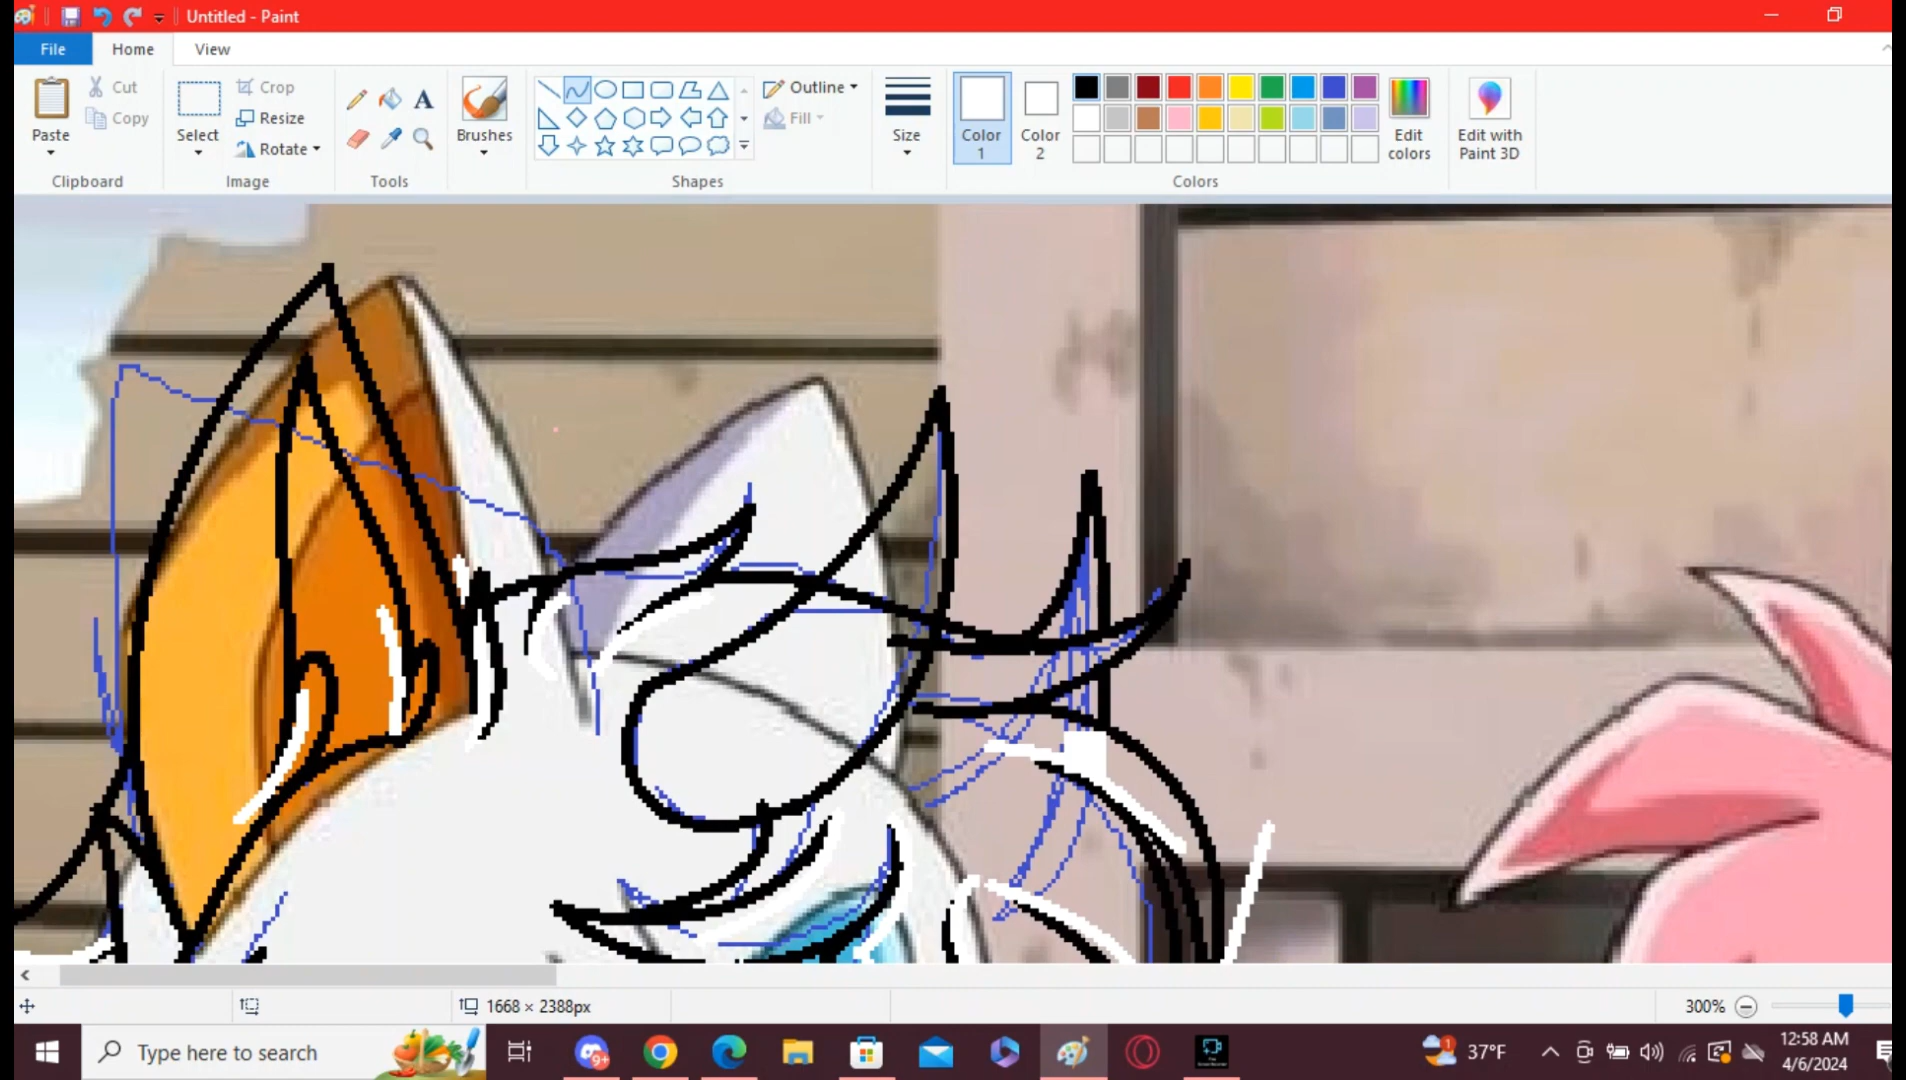 Untitled - Paint
File
Home
View
Paste
Cut
Copy
Clipboard
Select
Crop
Resize
Rotate
Image
A
Tools
Brushes
Outline
Fill
Shapes
Size
Color
1
Color
2
Edit
colors
Colors
Edit with
Paint 3D
1668 × 2388px
300%
Type here to search
9+
1
37°F
12:58 AM
4/6/2024